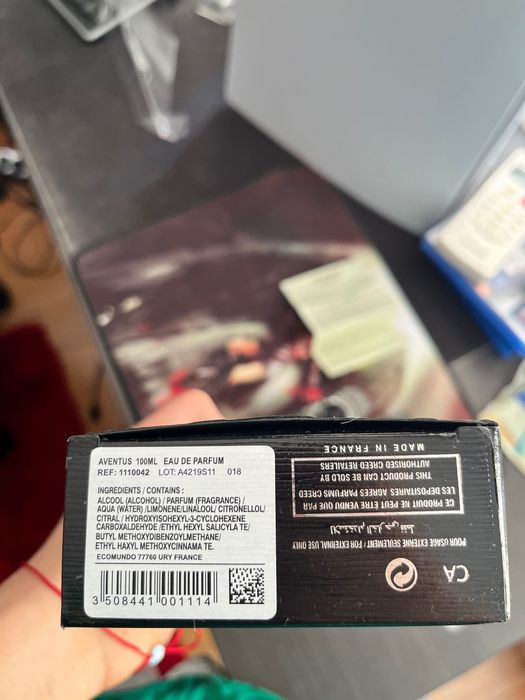 AVENTUS 100ML EAU DE PARFUM
REF: 1110042 LOT: A4219S11 018
INGREDIENTS / CONTAINS :
ALCOOL (ALCOHOL) / PARFUM (FRAGRANCE) /
AQUA (WATER) /LIMONENE/LINALOOL/ CITRONELLOL/
CITRAL / HYDROXYISOHEXYL-3-CYCLOHEXENE
CARBOXALDEHYDE /ETHYL HEXYL SALICYLA TE/
BUTYL METHOXYDIBENZOYLMETHANE/
ETHYL HAXYL METHOXYCINNAMA TE.
ECOMUNDO 77760 URY FRANCE
3 508441 001114
CA
POUR USAGE EXTERNE SEULEMENT / FOR EXTERNAL USE ONLY
للاستخدام الخارجي فقط
CE PRODUIT NE PEUT ETRE VENDU QUE PAR
LES DEPOSITAIRES AGREES PARFUMS CREED
THIS PRODUCT CAN BE SOLD BY
AUTHORISED CREED RETAILERS
MADE IN FRANCE